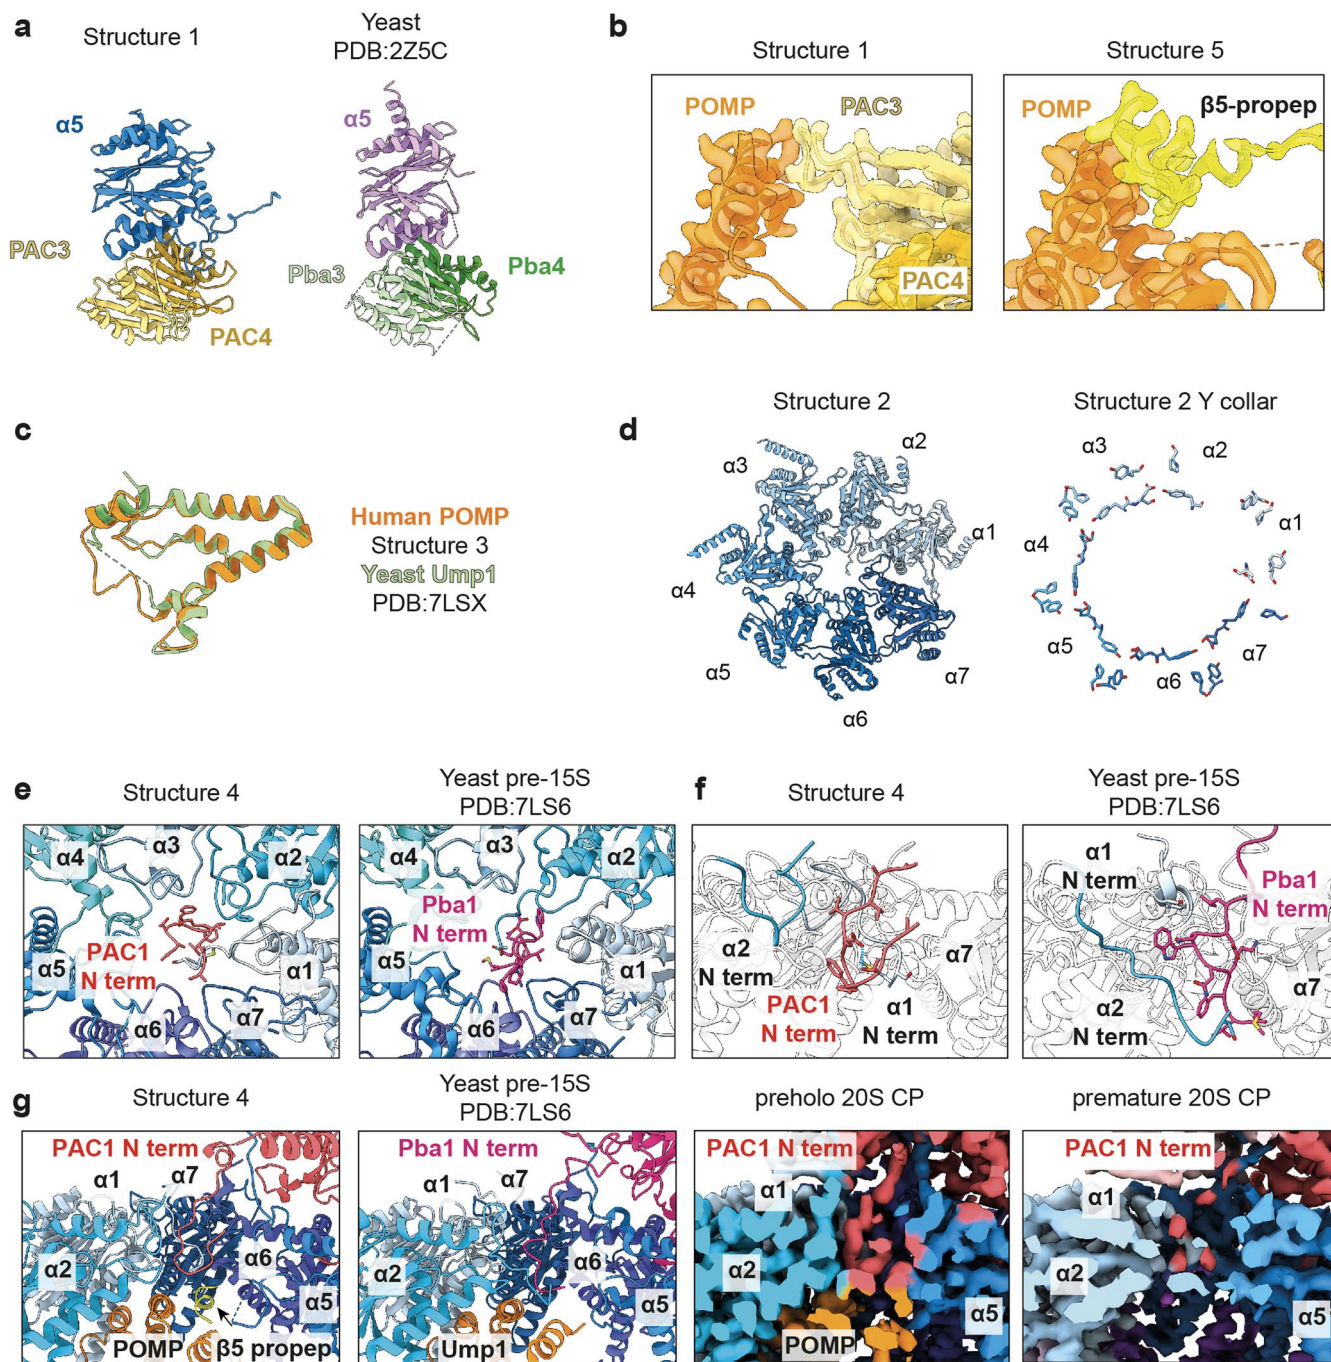 a
Structure 1
Yeast
PDB:2Z5C
α5
PAC3
PAC4
α5
Pba3
Pba4
b
Structure 1
Structure 5
POMP
PAC3
PAC4
POMP
β5-propep
c
Human POMP
Structure 3
Yeast Ump1
PDB:7LSX
d
Structure 2
Structure 2 Y collar
α3
α2
α1
α4
α5
α6
α7
α3
α2
α1
α4
α5
α6
α7
e
Structure 4
Yeast pre-15S
PDB:7LS6
α4
α3
α2
PAC1
N term
α5
α1
α6
α7
α4
α3
α2
Pba1
N term
α5
α1
α6
α7
f
Structure 4
Yeast pre-15S
PDB:7LS6
α2
N term
PAC1
N term
α1
N term
α7
α1
N term
Pba1
N term
α2
N term
α7
g
Structure 4
Yeast pre-15S
PDB:7LS6
preholo 20S CP
premature 20S CP
PAC1 N term
α1
α7
α2
α6
α5
POMP
β5 propep
Pba1 N term
α1
α7
α2
α6
α5
Ump1
PAC1 N term
α1
α2
α5
POMP
PAC1 N term
α1
α2
α5